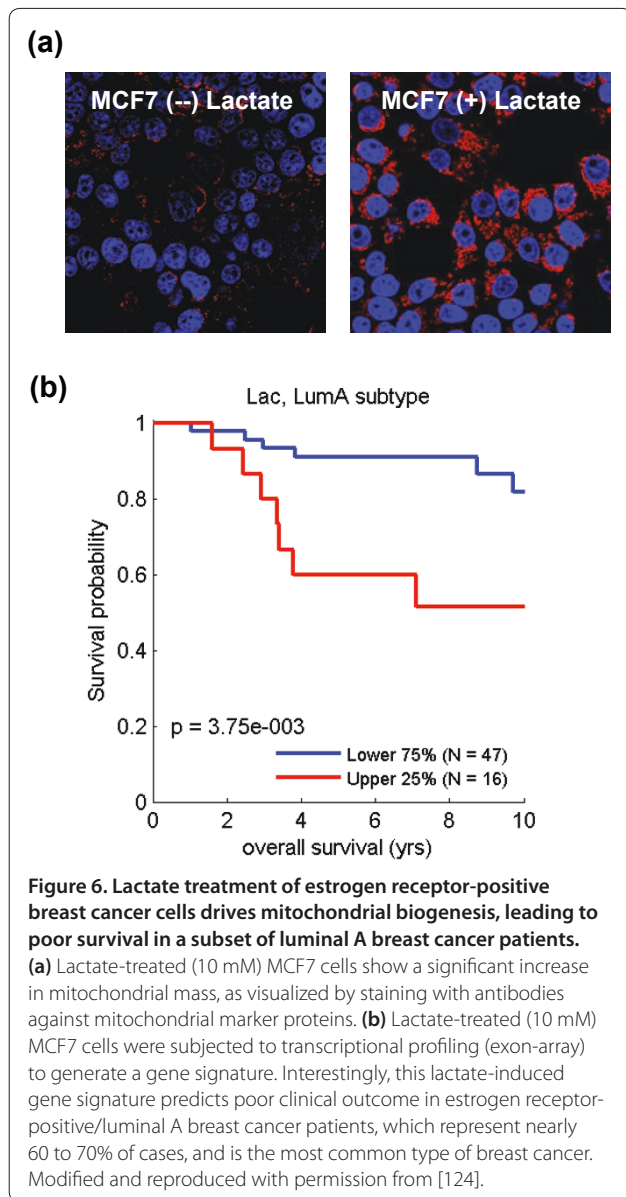 (a)
MCF7 (--) Lactate
MCF7 (+) Lactate
(b)
Lac, LumA subtype
1
0.8
0.6
0.4
0.2
0
Survival probability
p = 3.75e-003
Lower 75% (N = 47)
Upper 25% (N = 16)
0 2 4 6 8 10
overall survival (yrs)
Figure 6. Lactate treatment of estrogen receptor-positive
breast cancer cells drives mitochondrial biogenesis, leading to
poor survival in a subset of luminal A breast cancer patients.
(a) Lactate-treated (10 mM) MCF7 cells show a significant increase
in mitochondrial mass, as visualized by staining with antibodies
against mitochondrial marker proteins. (b) Lactate-treated (10 mM)
MCF7 cells were subjected to transcriptional profiling (exon-array)
to generate a gene signature. Interestingly, this lactate-induced
gene signature predicts poor clinical outcome in estrogen receptor-
positive/luminal A breast cancer patients, which represent nearly
60 to 70% of cases, and is the most common type of breast cancer.
Modified and reproduced with permission from [124].